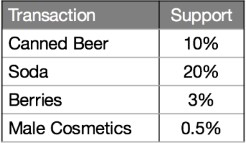 Transaction Support
Canned Beer 10%
Soda 20%
Berries 3%
Male Cosmetics 0.5%